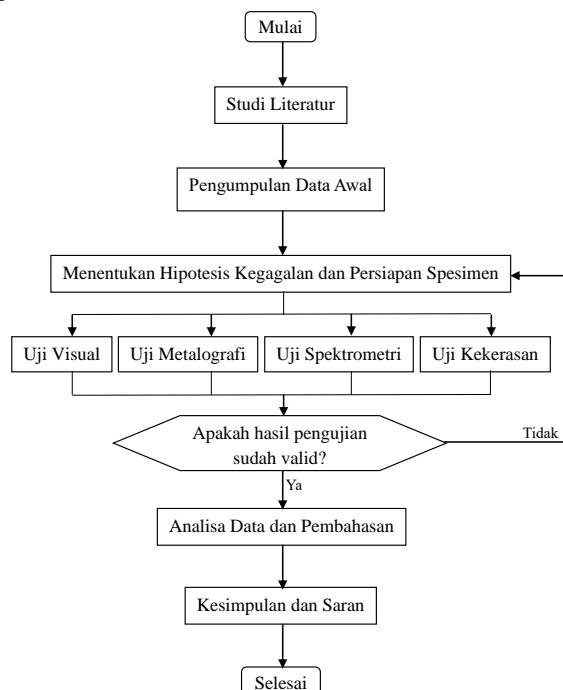 Mulai
Studi Literatur
Pengumpulan Data Awal
Menentukan Hipotesis Kegagalan dan Persiapan Spesimen
Uji Visual
Uji Metalografi
Uji Spektrometri
Uji Kekerasan
Apakah hasil pengujian
sudah valid?
Tidak
Ya
Analisa Data dan Pembahasan
Kesimpulan dan Saran
Selesai